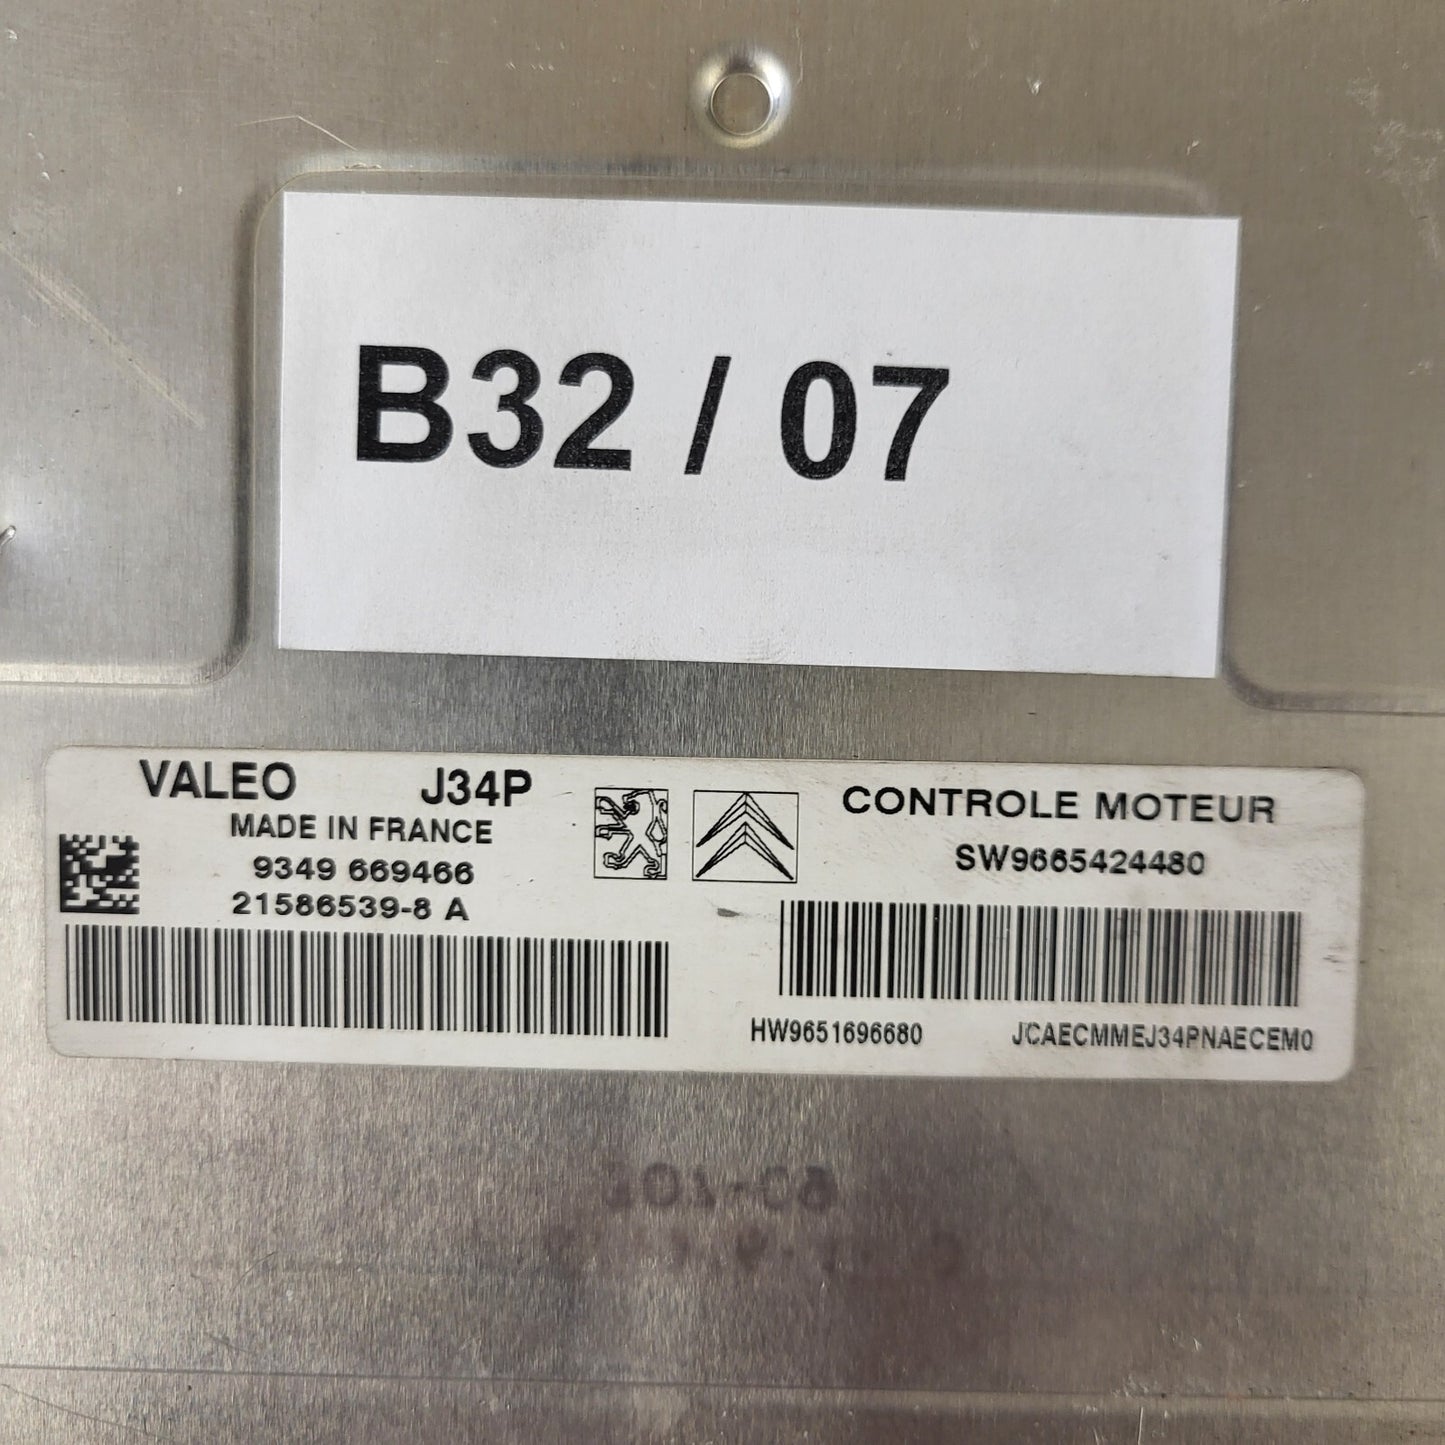 B32 / 07
VALEO J34P
MADE IN FRANCE
9349 669466
21586539-8 A
CONTROLE MOTEUR
SW9665424480
HW9651696680 JCAECMMEJ34PNAECEM0